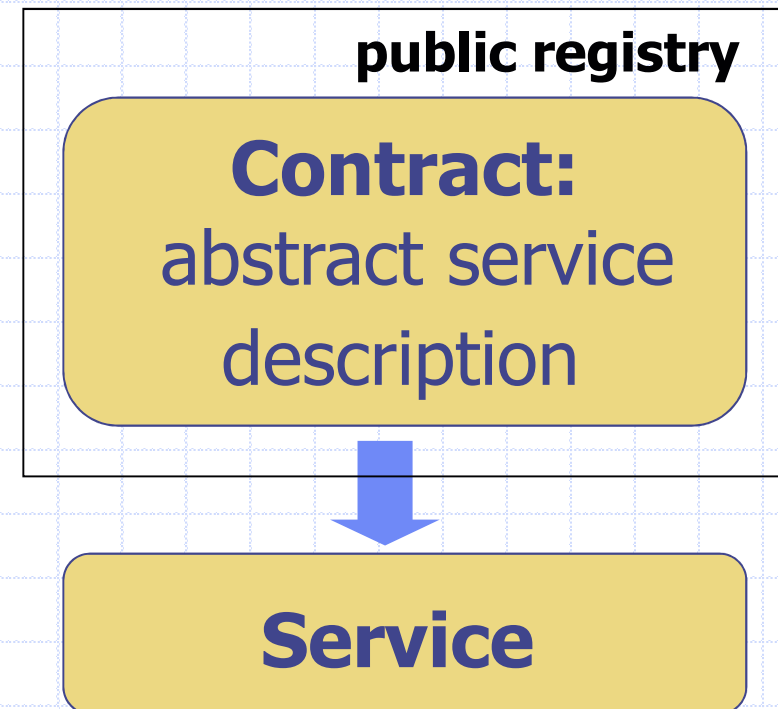 public registry
Contract:
abstract service
description
Service